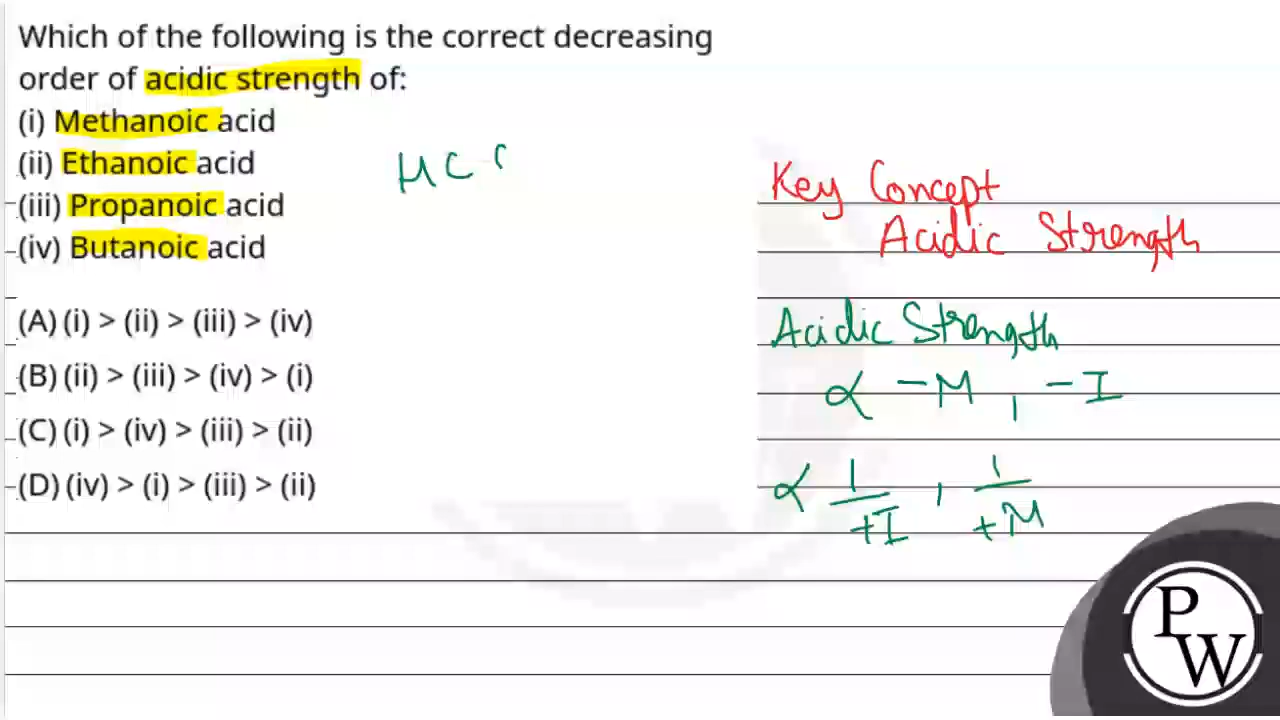 Which of the following is the correct decreasing
order of acidic strength of:
(i) Methanoic acid
(ii) Ethanoic acid
(iii) Propanoic acid
(iv) Butanoic acid
(A) (i) > (ii) > (iii) > (iv)
(B) (ii) > (iii) > (iv) > (i)
(C) (i) > (iv) > (iii) > (ii)
(D) (iv) > (i) > (iii) > (ii)
HC
Key Concept
Acidic Strength
Acidic Strength
∝ -M, -I
∝ 1/+I, 1/+M
P
W